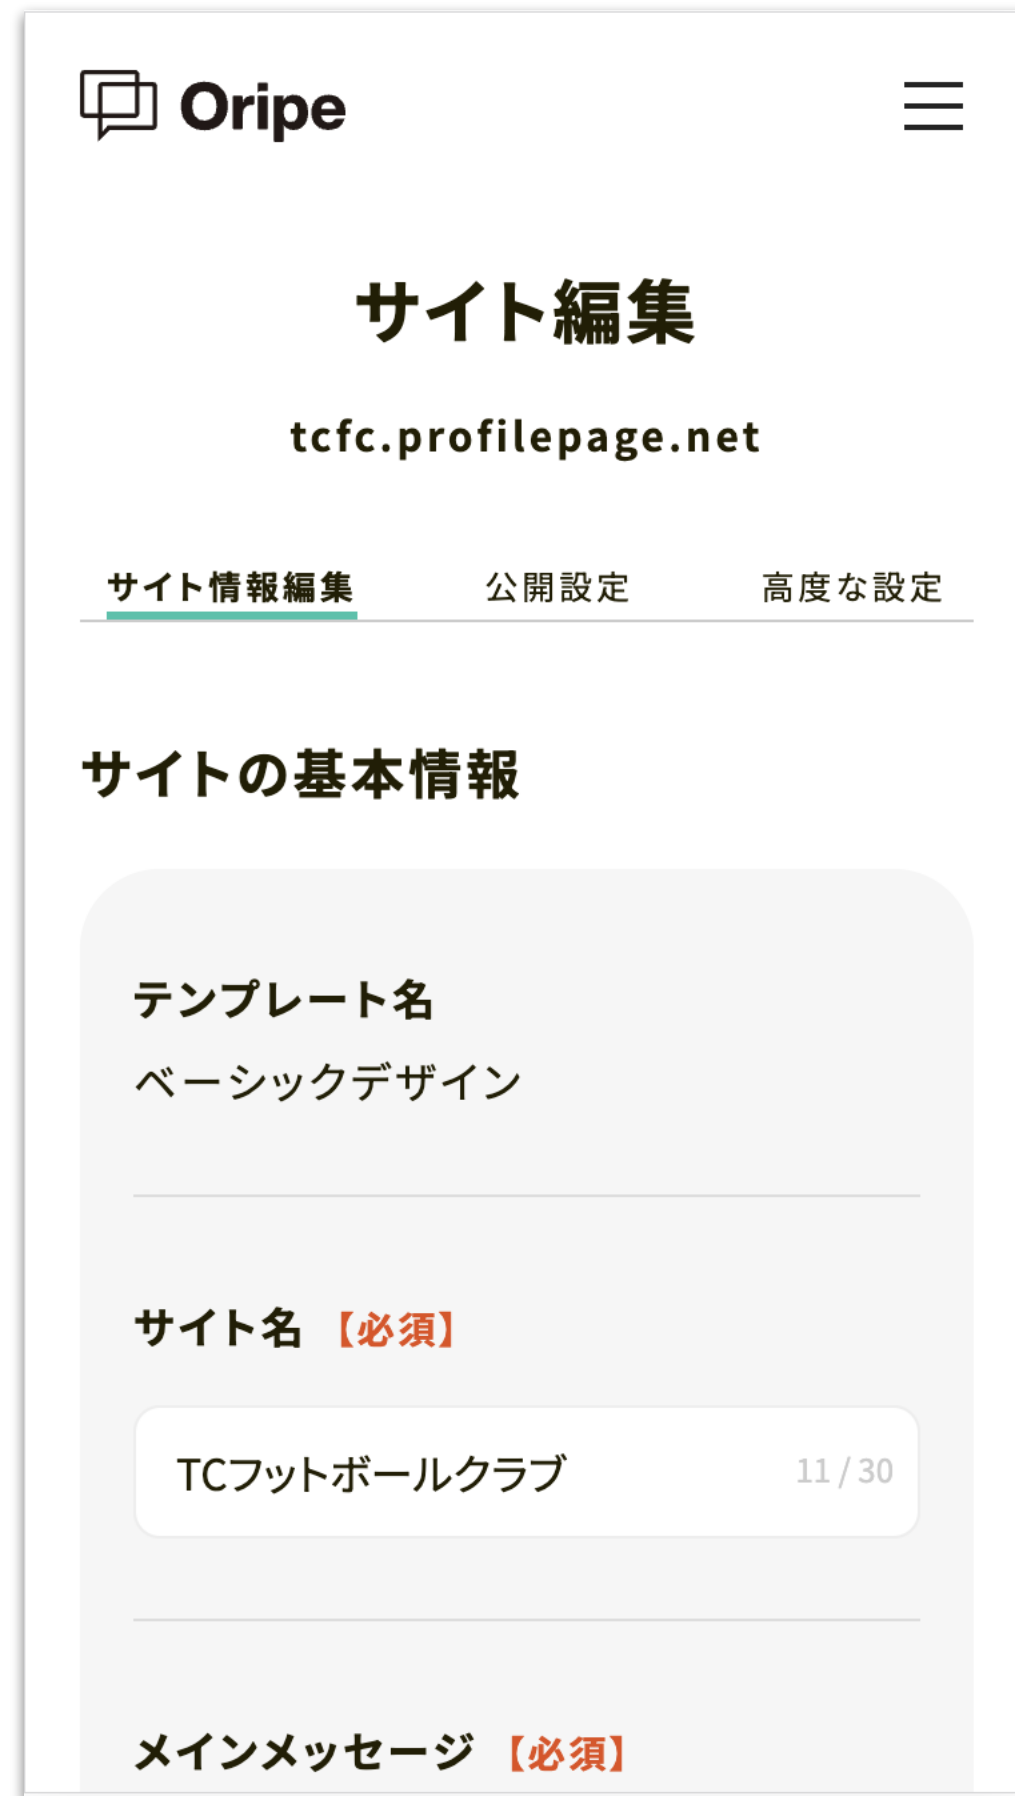 Oripe
サイト編集
tcfc.profilepage.net
サイト情報編集 公開設定 高度な設定
サイトの基本情報
テンプレート名
ベーシックデザイン
サイト名 【必須】
TCフットボールクラブ 11 / 30
メインメッセージ 【必須】